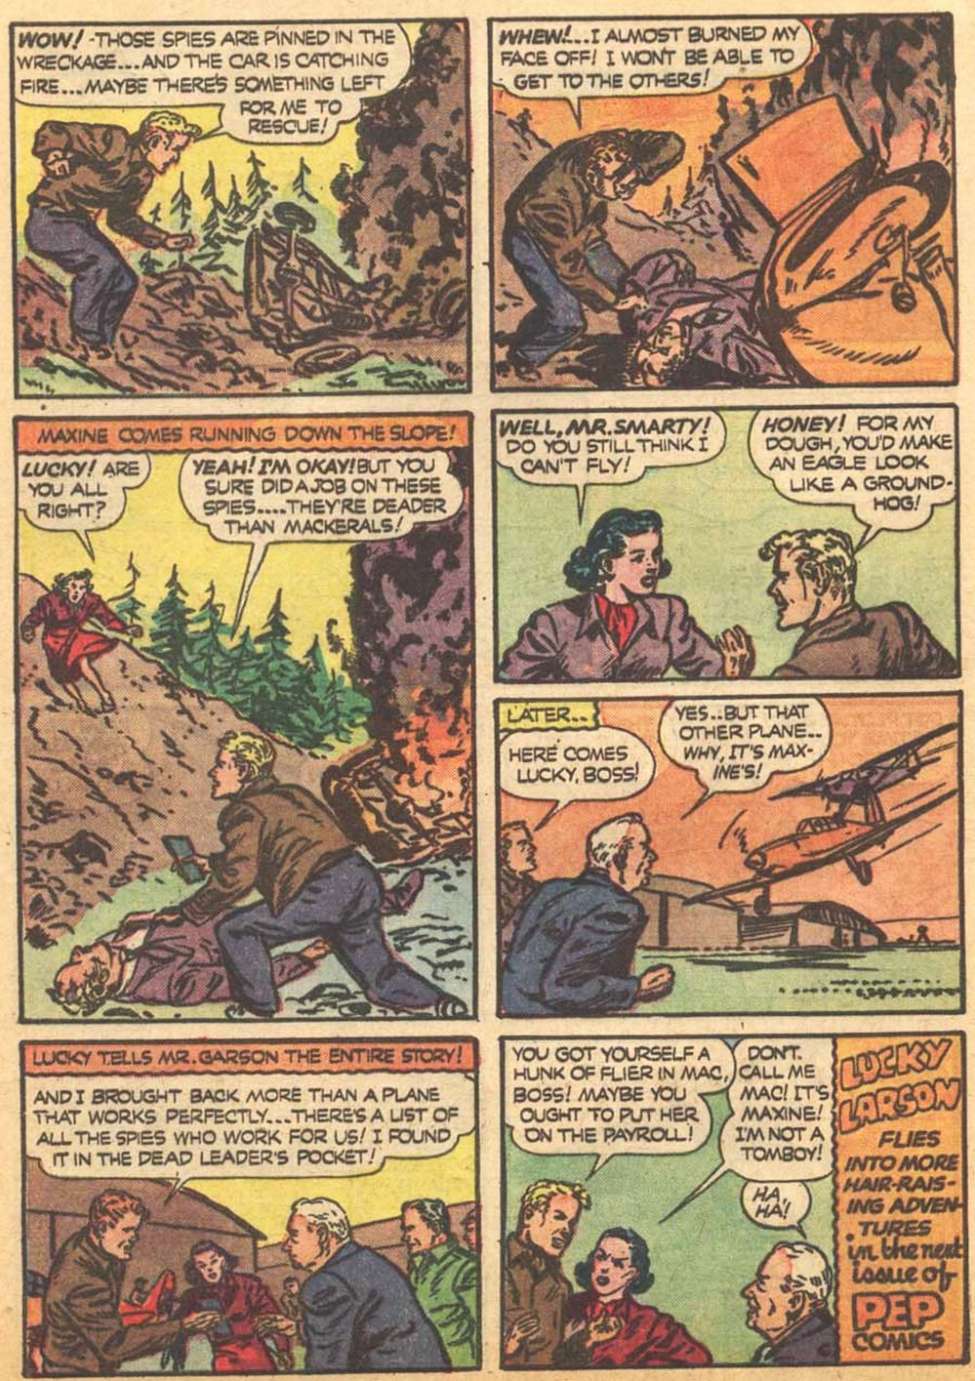 WOW! - THOSE SPIES ARE PINNED IN THE
WRECKAGE...AND THE CAR IS CATCHING
FIRE...MAYBE THERE'S SOMETHING LEFT
FOR ME TO
RESCUE!
WHEW!...I ALMOST BURNED MY
FACE OFF! I WON'T BE ABLE TO
GET TO THE OTHERS!
MAXINE COMES RUNNING DOWN THE SLOPE!
LUCKY! ARE
YOU ALL
RIGHT?
YEAH! I'M OKAY! BUT YOU
SURE DID A JOB ON THESE
SPIES....THEY'RE DEADER
THAN MACKERALS!
WELL, MR. SMARTY!
DO YOU STILL THINK I
CAN'T FLY!
HONEY! FOR MY
DOUGH, YOU'D MAKE
AN EAGLE LOOK
LIKE A GROUND-
HOG!
LATER..
HERE COMES
LUCKY, BOSS!
YES..BUT THAT
OTHER PLANE..
WHY, IT'S MAX-
INE'S!
LUCKY TELLS MR. GARSON THE ENTIRE STORY!
AND I BROUGHT BACK MORE THAN A PLANE
THAT WORKS PERFECTLY...THERE'S A LIST OF
ALL THE SPIES WHO WORK FOR US! I FOUND
IT IN THE DEAD LEADER'S POCKET!
YOU GOT YOURSELF A
HUNK OF FLIER IN MAC,
BOSS! MAYBE YOU
OUGHT TO PUT HER
ON THE PAYROLL!
DON'T
CALL ME
MAC! IT'S
MAXINE!
I'M NOT A
TOMBOY!
HA,
HA!
LUCKY
LARSON
FLIES
INTO MORE
HAIR-RAIS-
ING ADVEN-
TURES
in the next
issue of
PEP
COMICS